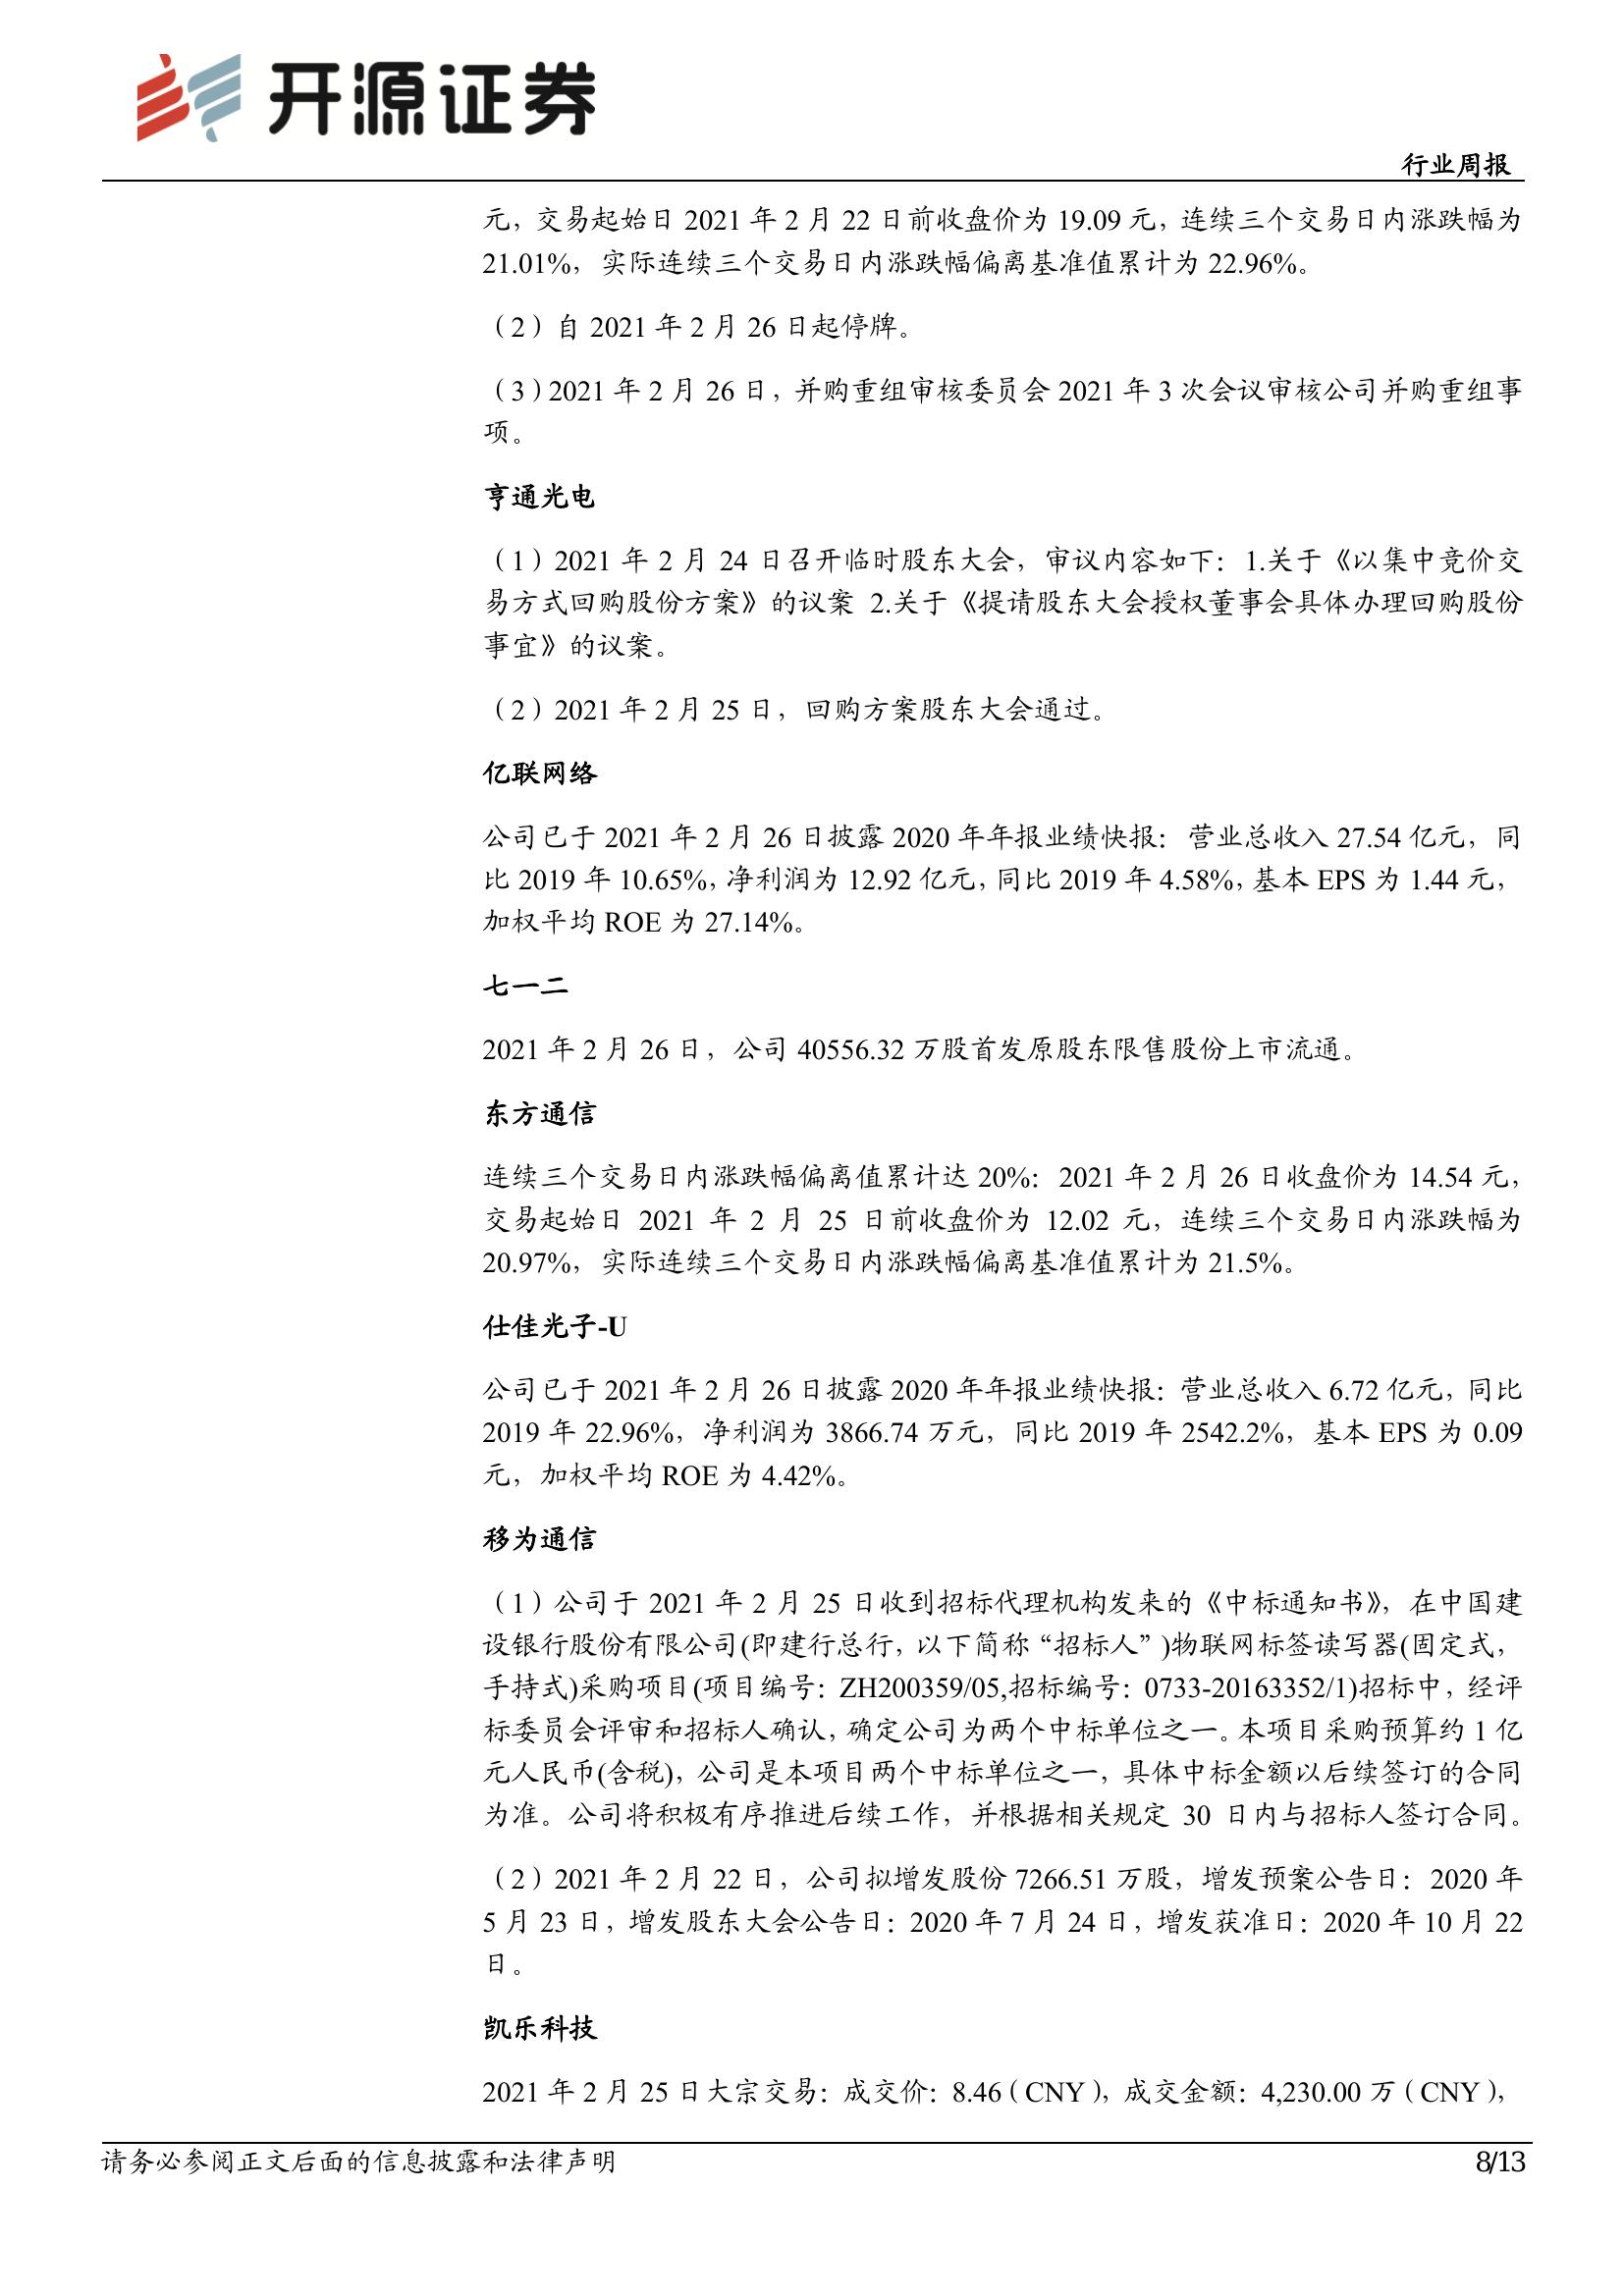 开源证券
行业周报
元，交易起始日 2021 年 2 月 22 日前收盘价为 19.09 元，连续三个交易日内涨跌幅为
21.01%，实际连续三个交易日内涨跌幅偏离基准值累计为 22.96%。
（2）自 2021 年 2 月 26 日起停牌。
（3）2021 年 2 月 26 日，并购重组审核委员会 2021 年 3 次会议审核公司并购重组事
项。
亨通光电
（1）2021 年 2 月 24 日召开临时股东大会，审议内容如下：1.关于《以集中竞价交
易方式回购股份方案》的议案 2.关于《提请股东大会授权董事会具体办理回购股份
事宜》的议案。
（2）2021 年 2 月 25 日，回购方案股东大会通过。
亿联网络
公司已于 2021 年 2 月 26 日披露 2020 年年报业绩快报： 营业总收入 27.54 亿元，同
比 2019 年 10.65%，净利润为 12.92 亿元，同比 2019 年 4.58%，基本 EPS 为 1.44 元，
加权平均 ROE 为 27.14%。
七一二
2021 年 2 月 26 日，公司 40556.32 万股首发原股东限售股份上市流通。
东方通信
连续三个交易日内涨跌幅偏离值累计达 20%：2021 年 2 月 26 日收盘价为 14.54 元，
交易起始日 2021 年 2 月 25 日前收盘价为 12.02 元，连续三个交易日内涨跌幅为
20.97%，实际连续三个交易日内涨跌幅偏离基准值累计为 21.5%。
仕佳光子-U
公司已于 2021 年 2 月 26 日披露 2020 年年报业绩快报：营业总收入 6.72 亿元，同比
2019 年 22.96%，净利润为 3866.74 万元，同比 2019 年 2542.2%，基本 EPS 为 0.09
元，加权平均 ROE 为 4.42%。
移为通信
（1）公司于 2021 年 2 月 25 日收到招标代理机构发来的《中标通知书》，在中国建
设银行股份有限公司(即建行总行，以下简称“招标人”)物联网标签读写器(固定式，
手持式)采购项目(项目编号：ZH200359/05,招标编号：0733-20163352/1)招标中，经评
标委员会评审和招标人确认，确定公司为两个中标单位之一。本项目采购预算约 1 亿
元人民币(含税)，公司是本项目两个中标单位之一，具体中标金额以后续签订的合同
为准。公司将积极有序推进后续工作，并根据相关规定 30 日内与招标人签订合同。
（2）2021 年 2 月 22 日，公司拟增发股份 7266.51 万股，增发预案公告日：2020 年
5 月 23 日，增发股东大会公告日：2020 年 7 月 24 日，增发获准日：2020 年 10 月 22
日。
凯乐科技
2021 年 2 月 25 日大宗交易：成交价：8.46（CNY），成交金额：4,230.00 万（CNY），
请务必参阅正文后面的信息披露和法律声明
8/13